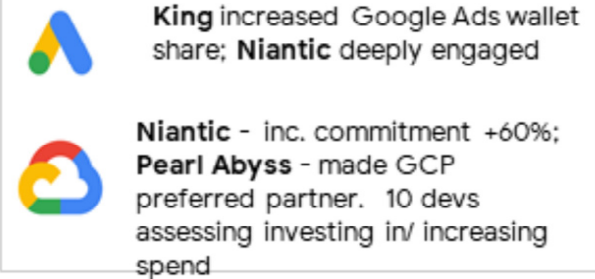 King increased Google Ads wallet
share; Niantic deeply engaged
Niantic - inc. commitment +60%;
Pearl Abyss - made GCP
preferred partner. 10 devs
assessing investing in/ increasing
spend